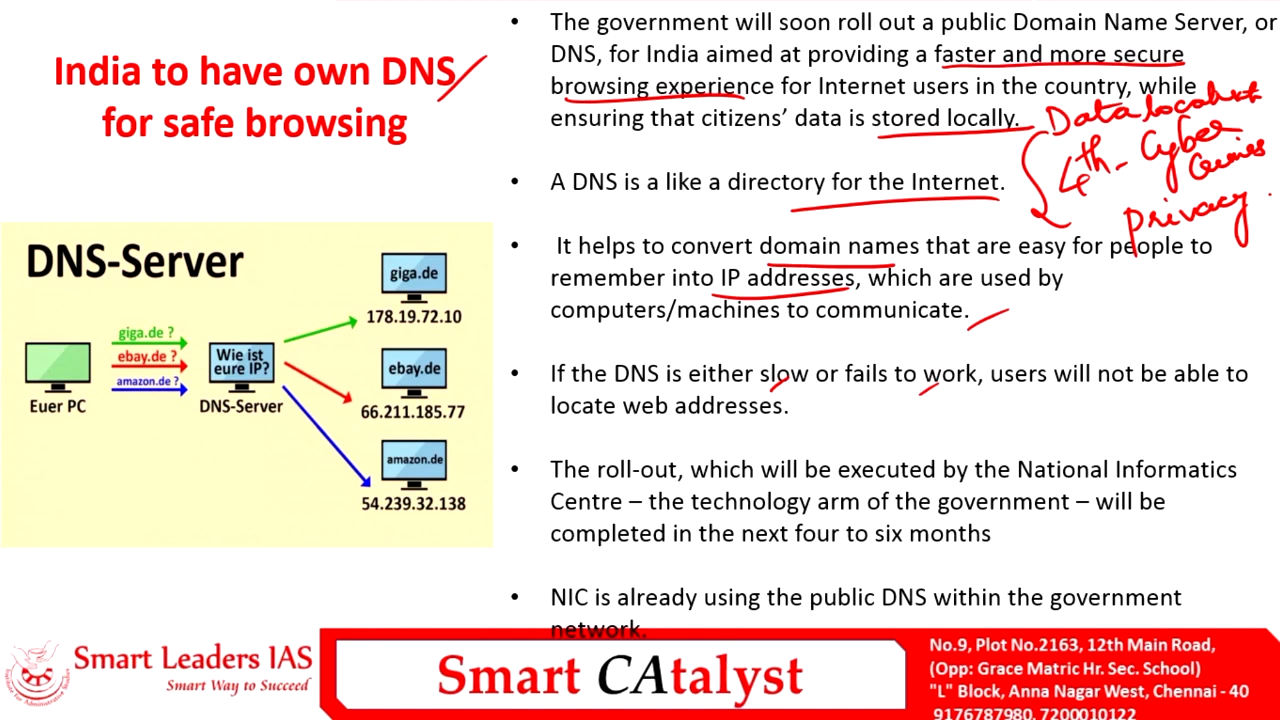 India to have own DNS
for safe browsing
• The government will soon roll out a public Domain Name Server, or
DNS, for India aimed at providing a faster and more secure
browsing experience for Internet users in the country, while
ensuring that citizens' data is stored locally.
• A DNS is a like a directory for the Internet.
• It helps to convert domain names that are easy for people to
remember into IP addresses, which are used by
computers/machines to communicate.
• If the DNS is either slow or fails to work, users will not be able to
locate web addresses.
• The roll-out, which will be executed by the National Informatics
Centre – the technology arm of the government – will be
completed in the next four to six months
• NIC is already using the public DNS within the government
network.
Data
4th - Cyber
privacy.
DNS-Server
giga.de
178.19.72.10
giga.de ?
ebay.de ?
amazon.de ?
Wie ist
eure IP?
ebay.de
Euer PC
DNS-Server
66.211.185.77
amazon.de
54.239.32.138
Smart Leaders IAS
Smart Way to Succeed
Smart CAtalyst
No.9, Plot No.2163, 12th Main Road,
(Opp: Grace Matric Hr. Sec. School)
"L" Block, Anna Nagar West, Chennai - 40
9176787980, 7200010122